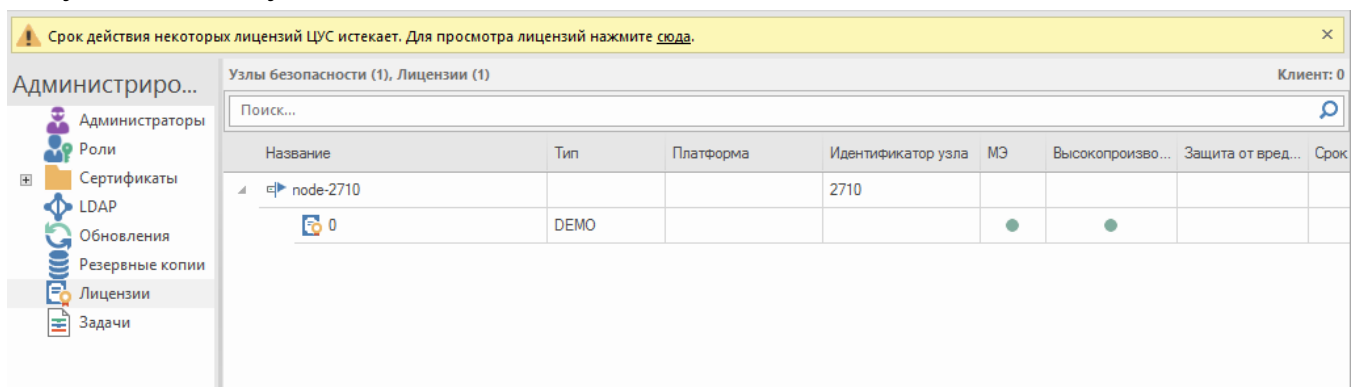 Срок действия некоторых лицензий ЦУС истекает. Для просмотра лицензий нажмите сюда.
Администриро...
Администраторы
Роли
Сертификаты
LDAP
Обновления
Резервные копии
Лицензии
Задачи
Узлы безопасности (1), Лицензии (1) Клиент: 0
Поиск...
Название Тип Платформа Идентификатор узла МЭ Высокопроизво... Защита от вред... Срок
node-2710 2710
0 DEMO